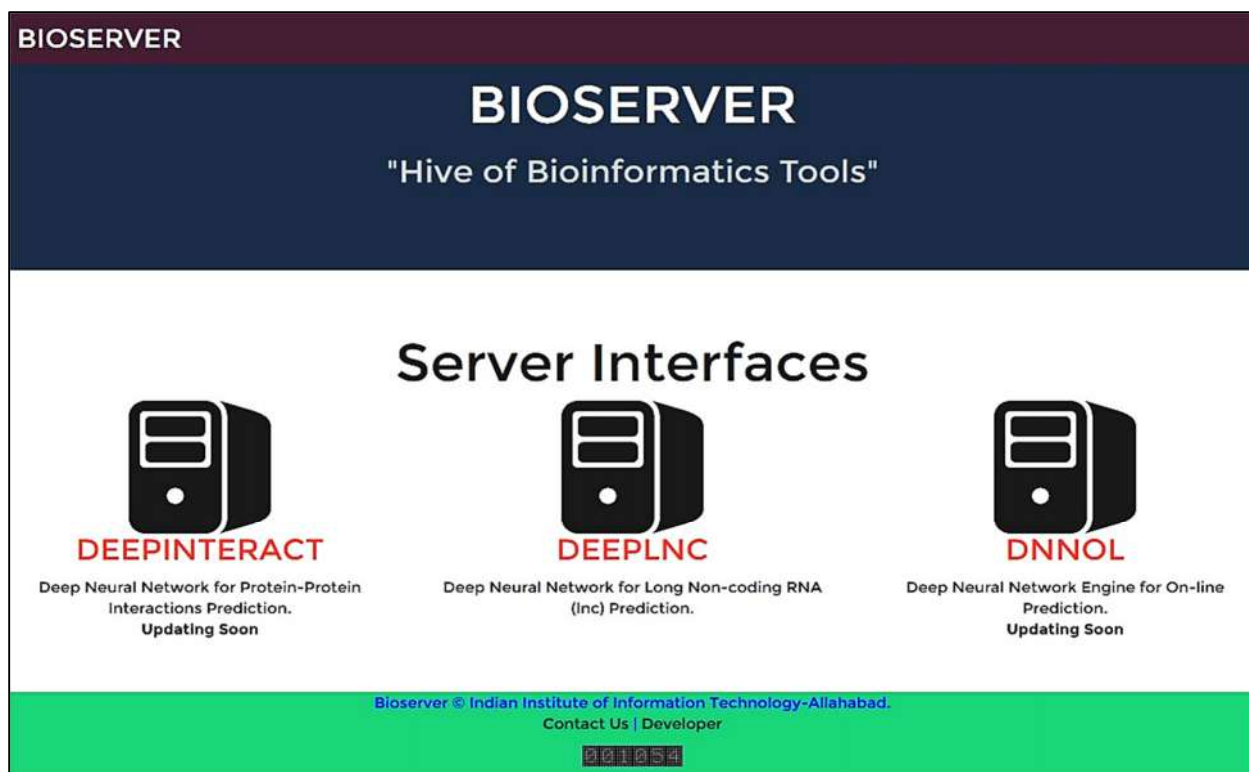 BIOSERVER
BIOSERVER
"Hive of Bioinformatics Tools"
Server Interfaces
DEEPINTERACT
Deep Neural Network for Protein-Protein
Interactions Prediction.
Updating Soon
DEEPLNC
Deep Neural Network for Long Non-coding RNA
(lnc) Prediction.
DNNOL
Deep Neural Network Engine for On-line
Prediction.
Updating Soon
Bioserver © Indian Institute of Information Technology-Allahabad.
Contact Us | Developer
001054